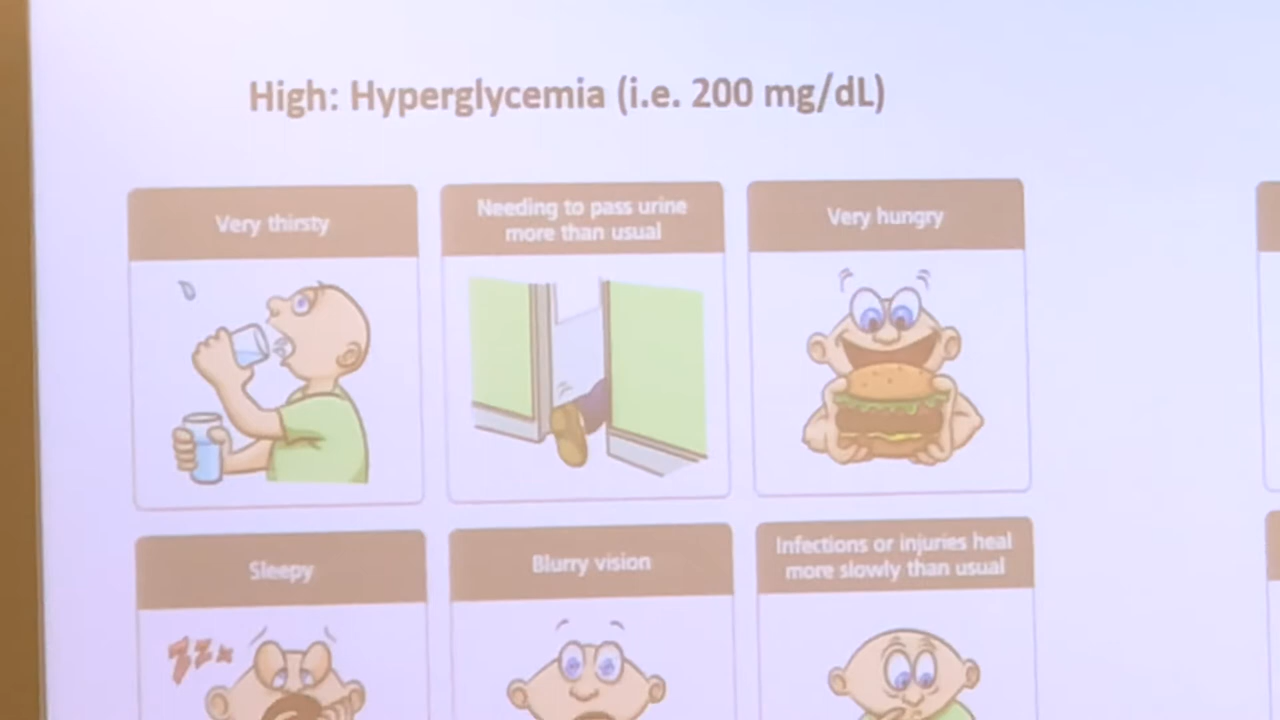 High: Hyperglycemia (i.e. 200 mg/dL)
Very thirsty
Needing to pass urine
more than usual
Very hungry
Sleepy
Blurry vision
Infections or injuries heal
more slowly than usual
zzz